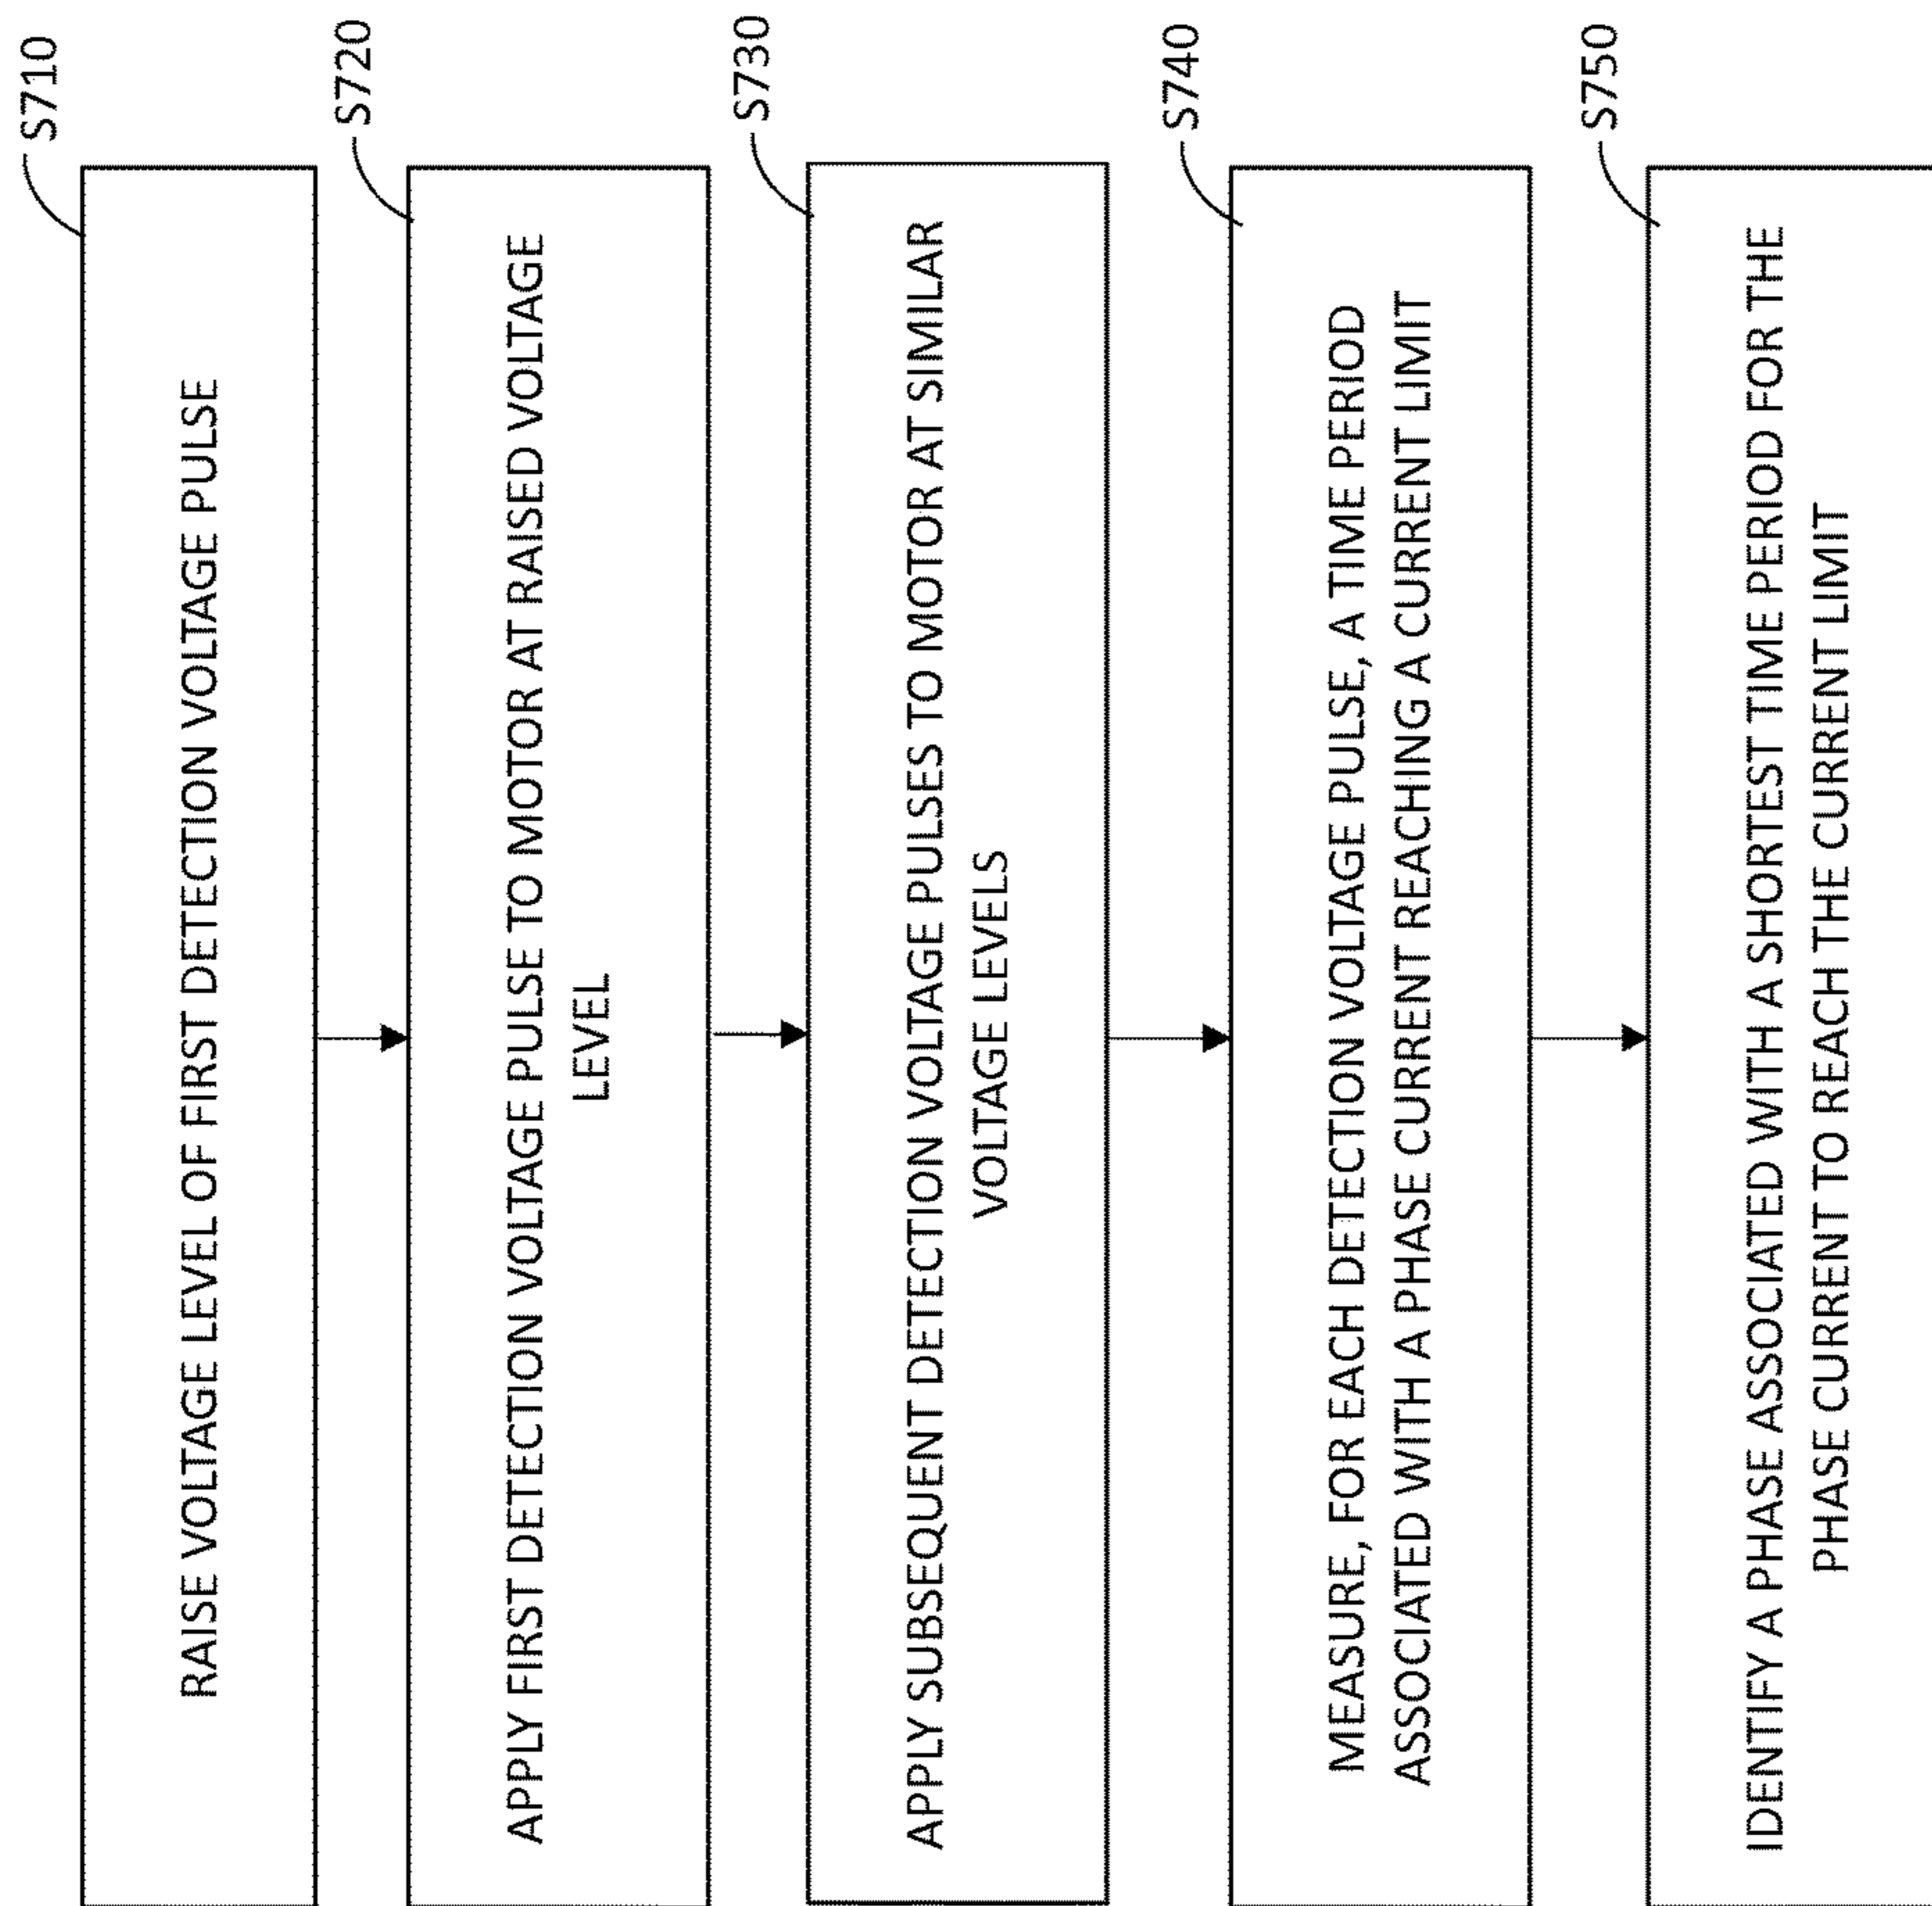 S710
RAISE VOLTAGE LEVEL OF FIRST DETECTION VOLTAGE PULSE
S720
APPLY FIRST DETECTION VOLTAGE PULSE TO MOTOR AT RAISED VOLTAGE
LEVEL
S730
APPLY SUBSEQUENT DETECTION VOLTAGE PULSES TO MOTOR AT SIMILAR
VOLTAGE LEVELS
S740
MEASURE, FOR EACH DETECTION VOLTAGE PULSE, A TIME PERIOD
ASSOCIATED WITH A PHASE CURRENT REACHING A CURRENT LIMIT
S750
IDENTIFY A PHASE ASSOCIATED WITH A SHORTEST TIME PERIOD FOR THE
PHASE CURRENT TO REACH THE CURRENT LIMIT